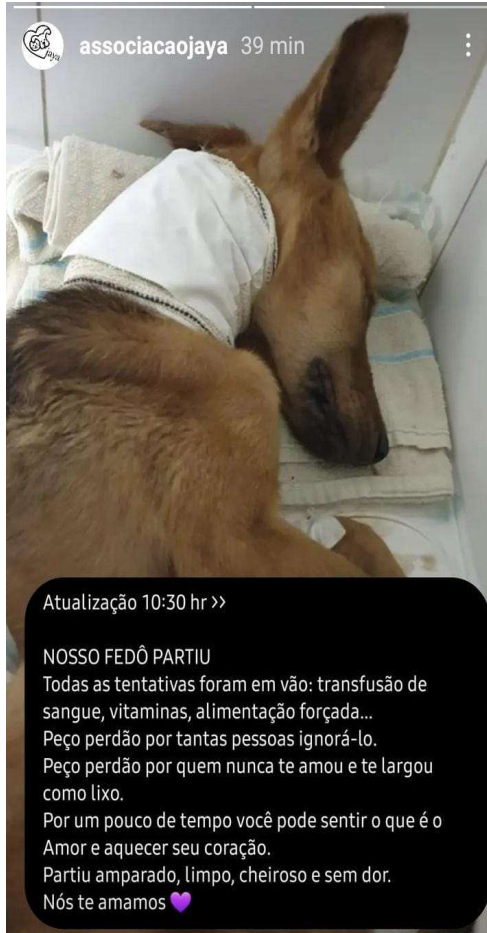 jaya
associacaojaya 39 min
Atualização 10:30 hr >>
NOSSO FEDÔ PARTIU
Todas as tentativas foram em vão: transfusão de
sangue, vitaminas, alimentação forçada...
Peço perdão por tantas pessoas ignorá-lo.
Peço perdão por quem nunca te amou e te largou
como lixo.
Por um pouco de tempo você pode sentir o que é o
Amor e aquecer seu coração.
Partiu amparado, limpo, cheiroso e sem dor.
Nós te amamos 💜